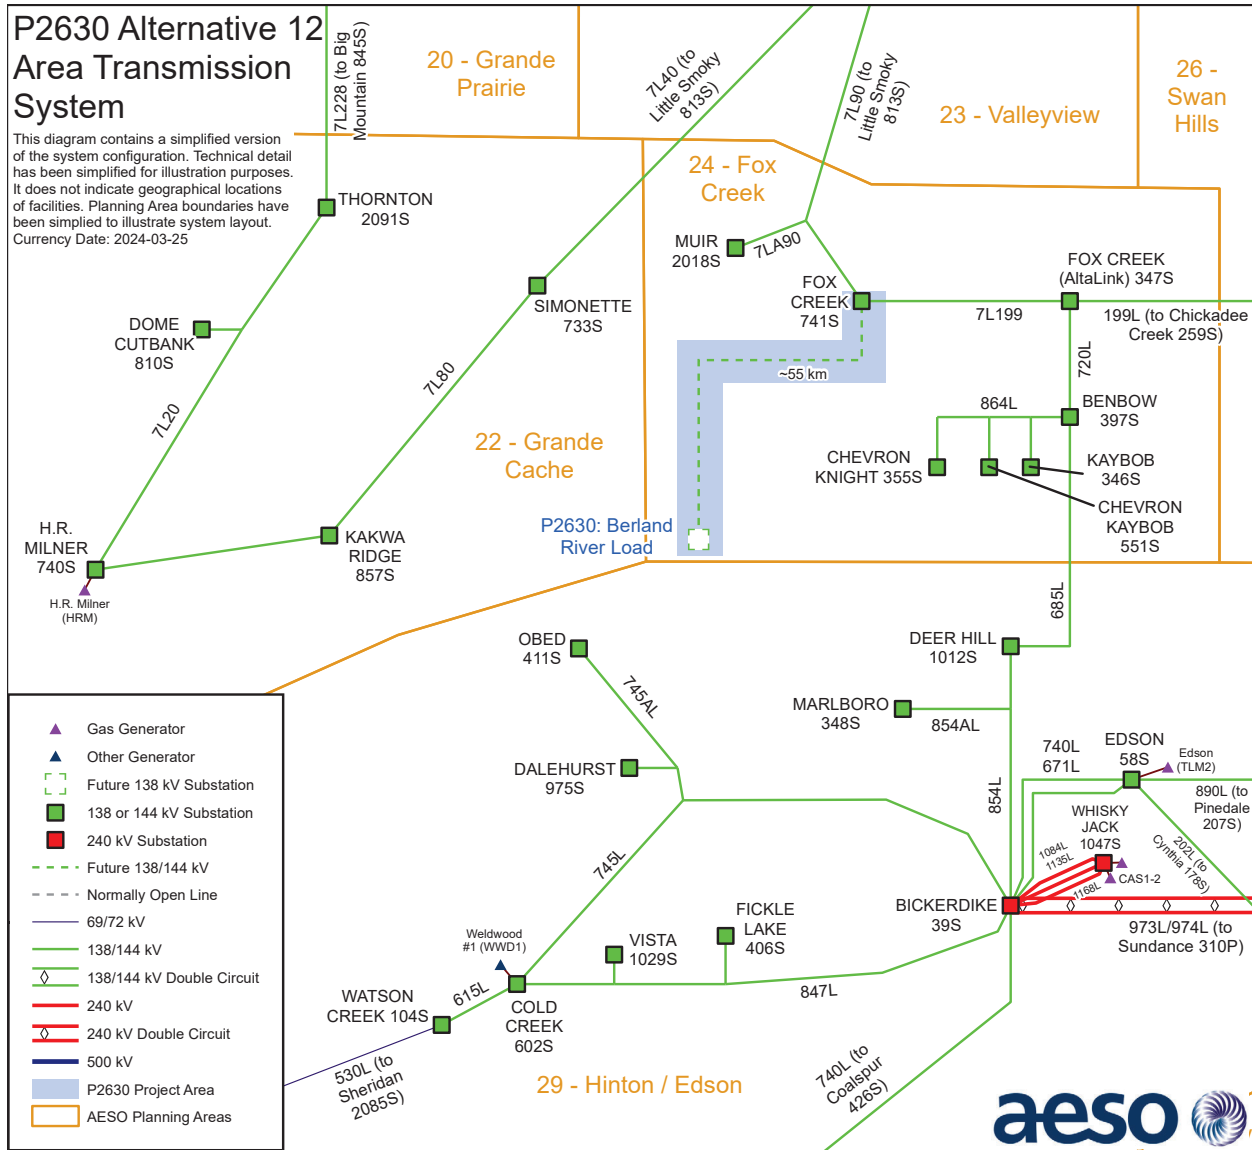 P2630 Alternative 12
Area Transmission
System
This diagram contains a simplified version
of the system configuration. Technical detail
has been simplified for illustration purposes.
It does not indicate geographical locations
of facilities. Planning Area boundaries have
been simplied to illustrate system layout.
Currency Date: 2024-03-25
7L228 (to Big
Mountain 845S)
20 - Grande
Prairie
7L40 (to
Little Smoky
813S)
7L90 (to
Little Smoky
813S)
23 - Valleyview
26 -
Swan
Hills
24 - Fox
Creek
THORNTON
2091S
MUIR
2018S
7LA90
FOX
CREEK
741S
FOX CREEK
(AltaLink) 347S
7L199
199L (to Chickadee
Creek 259S)
SIMONETTE
733S
DOME
CUTBANK
810S
7L20
7L80
~55 km
720L
864L
BENBOW
397S
22 - Grande
Cache
CHEVRON
KNIGHT 355S
KAYBOB
346S
CHEVRON
KAYBOB
551S
P2630: Berland
River Load
H.R.
MILNER
740S
H.R. Milner
(HRM)
KAKWA
RIDGE
857S
685L
OBED
411S
745AL
DEER HILL
1012S
MARLBORO
348S
854AL
DALEHURST
975S
854L
740L
671L
EDSON
58S
Edson
(TLM2)
890L (to
Pinedale
207S)
WHISKY
JACK
1047S
202L (to
Cynthia 178S)
1084L
1135L
1168L
CAS1-2
745L
BICKERDIKE
39S
973L/974L (to
Sundance 310P)
FICKLE
LAKE
406S
VISTA
1029S
Weldwood
#1 (WWD1)
847L
WATSON
CREEK 104S
615L
COLD
CREEK
602S
530L (to
Sheridan
2085S)
29 - Hinton / Edson
740L (to
Coalspur
426S)
Gas Generator
Other Generator
Future 138 kV Substation
138 or 144 kV Substation
240 kV Substation
Future 138/144 kV
Normally Open Line
69/72 kV
138/144 kV
138/144 kV Double Circuit
240 kV
240 kV Double Circuit
500 kV
P2630 Project Area
AESO Planning Areas
aeso